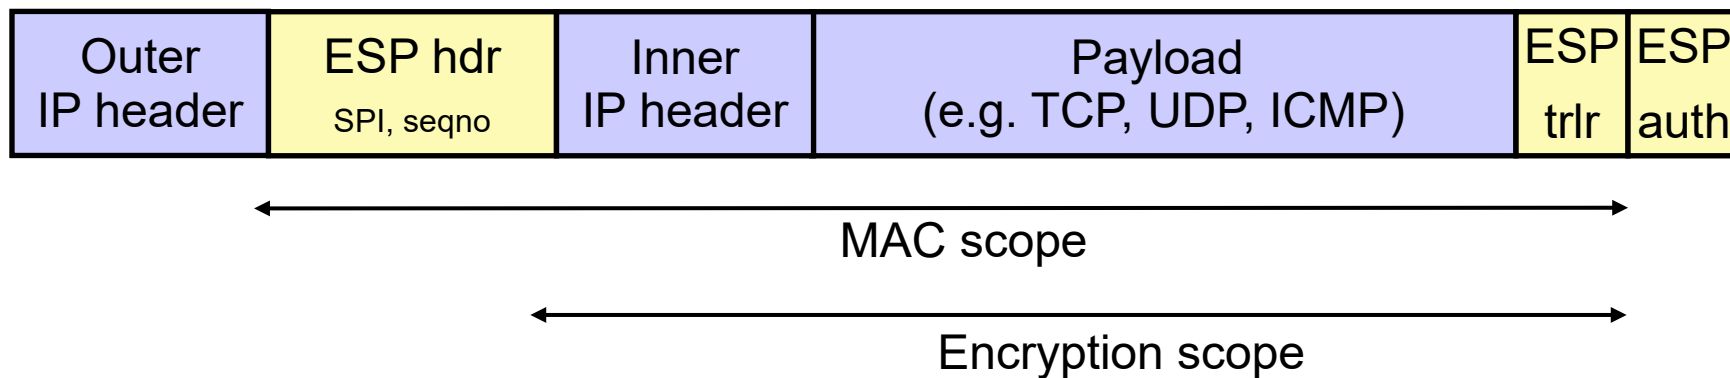 Outer
IP header
ESP hdr
SPI, seqno
Inner
IP header
Payload
(e.g. TCP, UDP, ICMP)
ESP
trlr
ESP
auth
MAC scope
Encryption scope